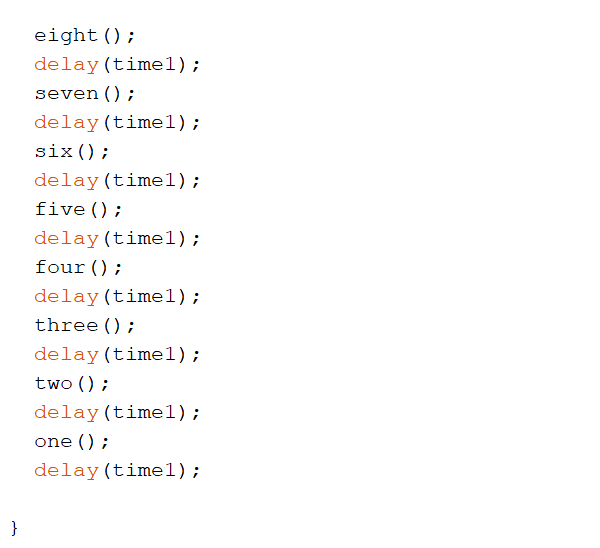 eight();
delay(time1);
seven();
delay(time1);
six();
delay(time1);
five();
delay(time1);
four();
delay(time1);
three();
delay(time1);
two();
delay(time1);
one();
delay(time1);
}